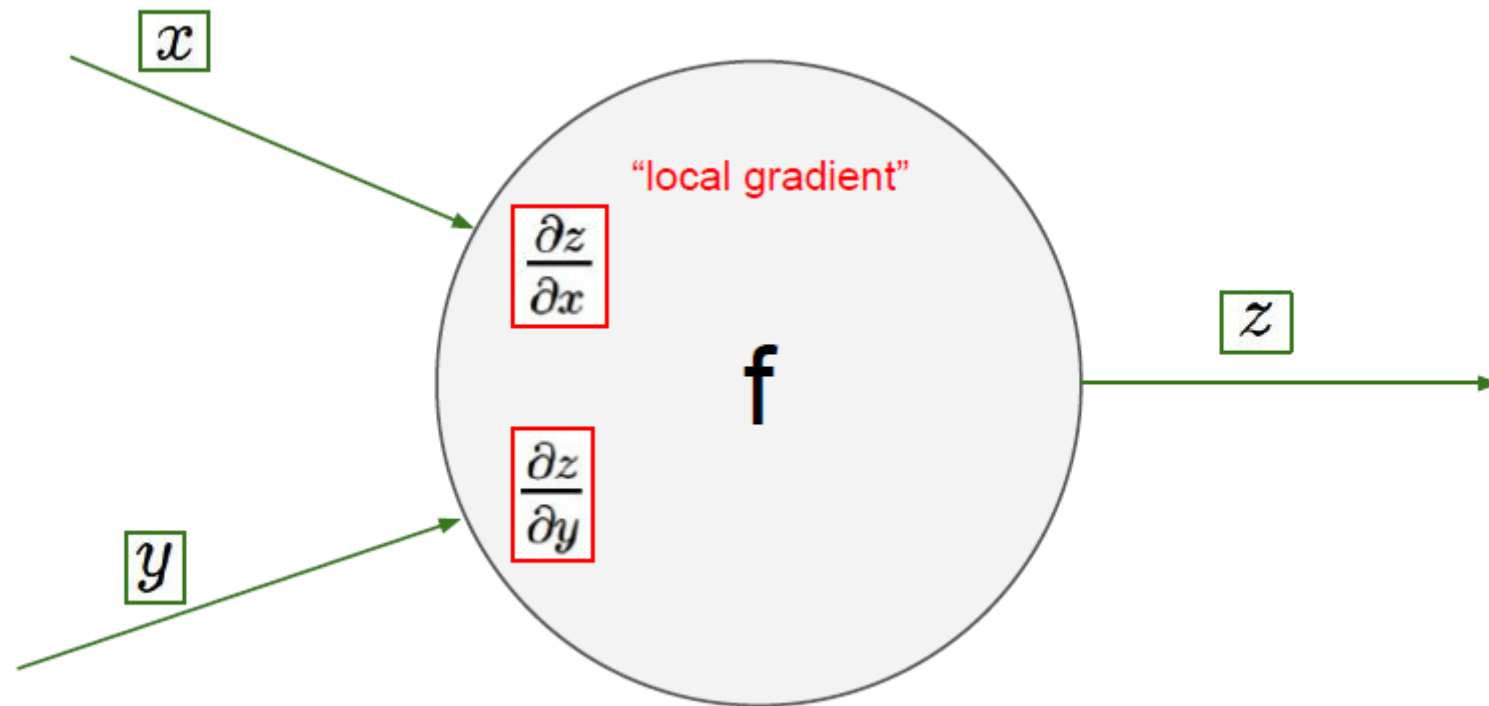 x
“local gradient”
∂z
∂x
f
z
∂z
∂y
y